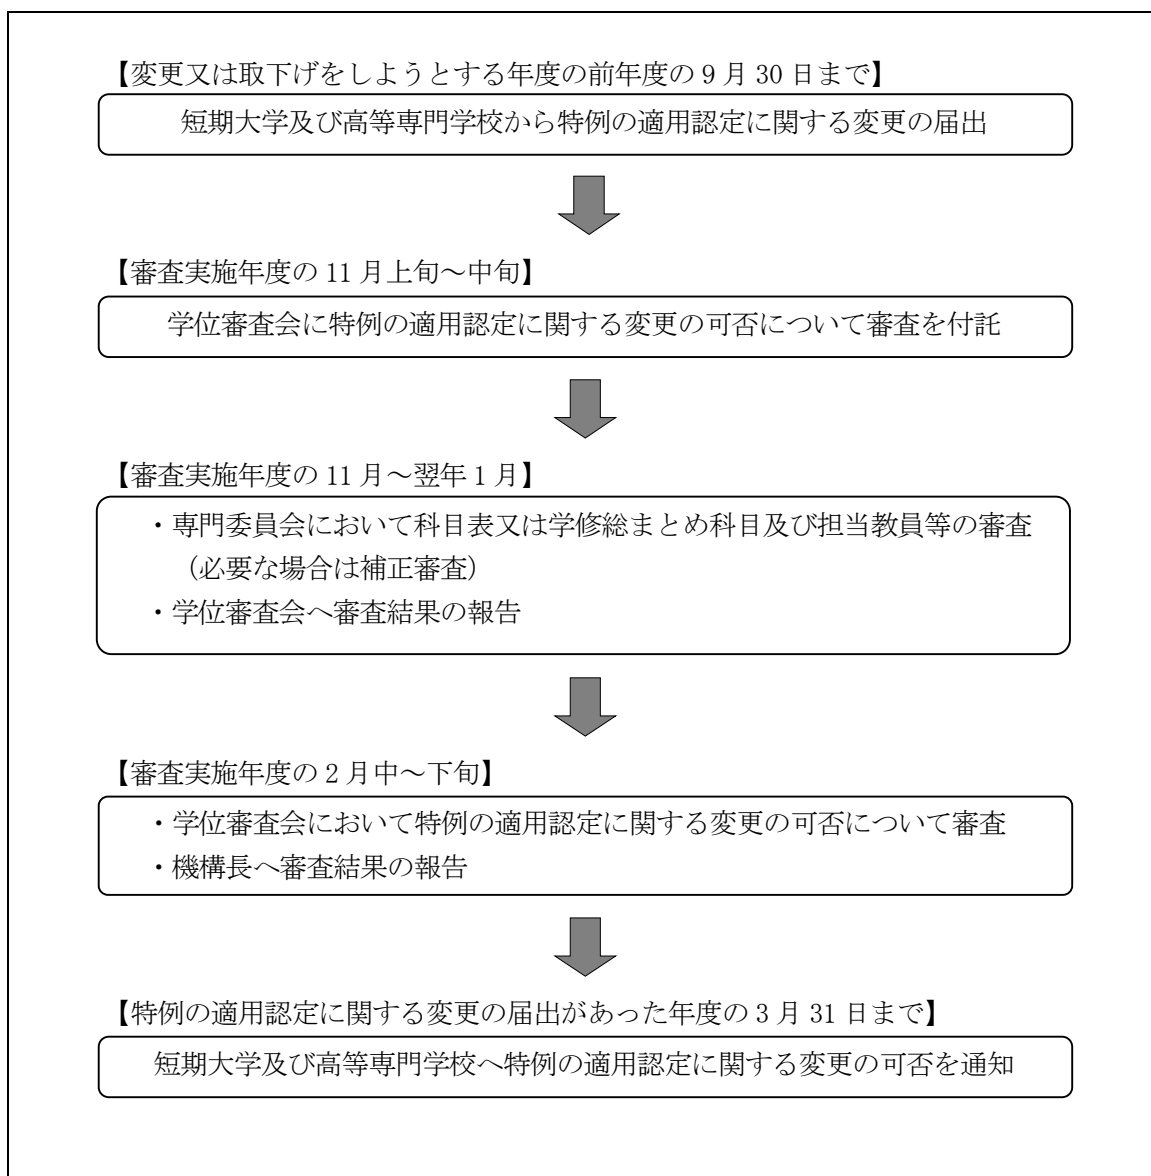 【変更又は取下げをしようとする年度の前年度の 9 月 30 日まで】
短期大学及び高等専門学校から特例の適用認定に関する変更の届出
【審査実施年度の 11 月上旬～中旬】
学位審査会に特例の適用認定に関する変更の可否について審査を付託
【審査実施年度の 11 月～翌年 1 月】
・専門委員会において科目表又は学修総まとめ科目及び担当教員等の審査
（必要な場合は補正審査）
・学位審査会へ審査結果の報告
【審査実施年度の 2 月中～下旬】
・学位審査会において特例の適用認定に関する変更の可否について審査
・機構長へ審査結果の報告
【特例の適用認定に関する変更の届出があった年度の 3 月 31 日まで】
短期大学及び高等専門学校へ特例の適用認定に関する変更の可否を通知